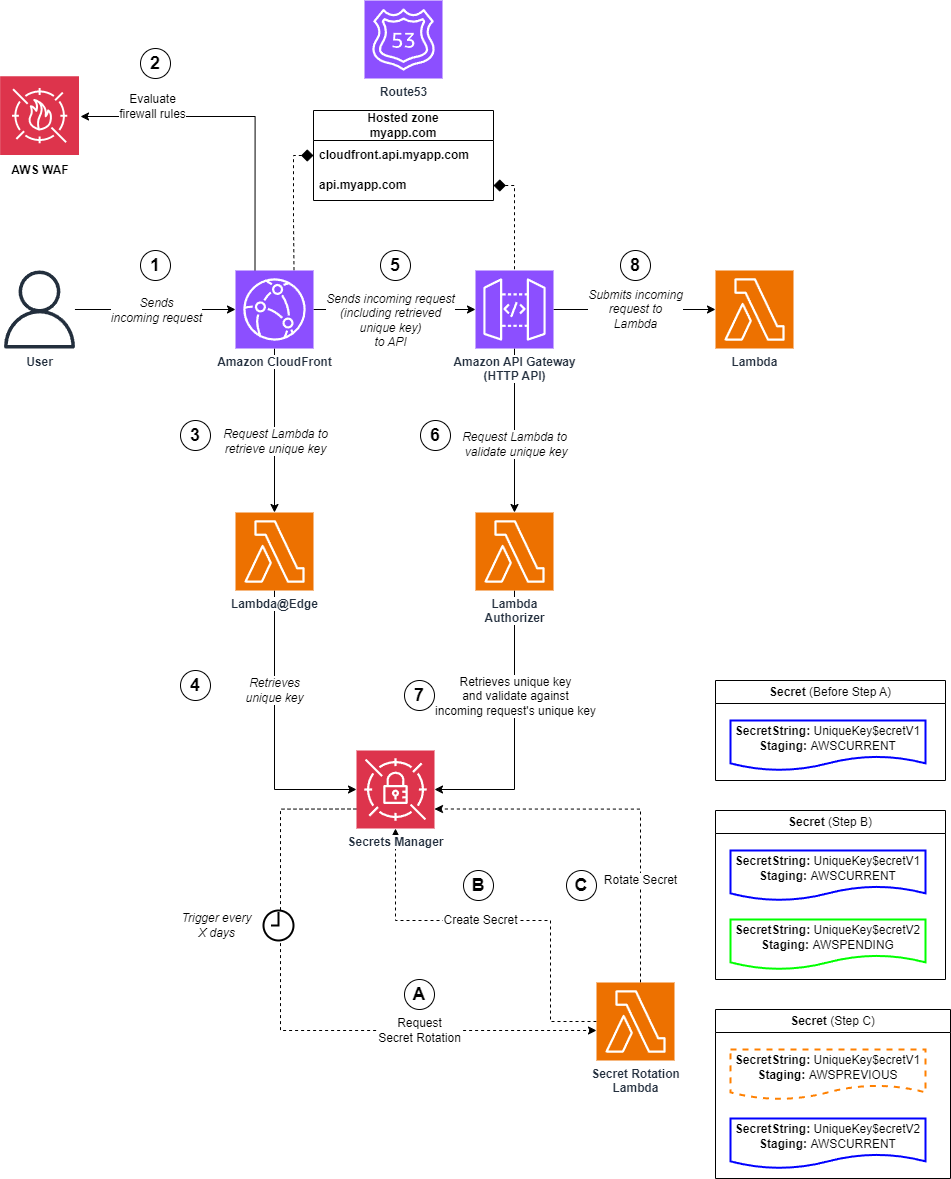 53
Route53
2
Evaluate
firewall rules
AWS WAF
Hosted zone
myapp.com
cloudfront.api.myapp.com
api.myapp.com
1
Sends
incoming request
User
Amazon CloudFront
5
Sends incoming request
(including retrieved
unique key)
to API
Amazon API Gateway
(HTTP API)
8
Submits incoming
request to
Lambda
Lambda
3
Request Lambda to
retrieve unique key
6
Request Lambda to
validate unique key
Lambda@Edge
Lambda
Authorizer
4
Retrieves
unique key
7
Retrieves unique key
and validate against
incoming request's unique key
Secrets Manager
Trigger every
X days
B
Create Secret
C
Rotate Secret
A
Request
Secret Rotation
Secret Rotation
Lambda
Secret (Before Step A)
SecretString: UniqueKey$ecretV1
Staging: AWSCURRENT
Secret (Step B)
SecretString: UniqueKey$ecretV1
Staging: AWSCURRENT
SecretString: UniqueKey$ecretV2
Staging: AWSPENDING
Secret (Step C)
SecretString: UniqueKey$ecretV1
Staging: AWSPREVIOUS
SecretString: UniqueKey$ecretV2
Staging: AWSCURRENT